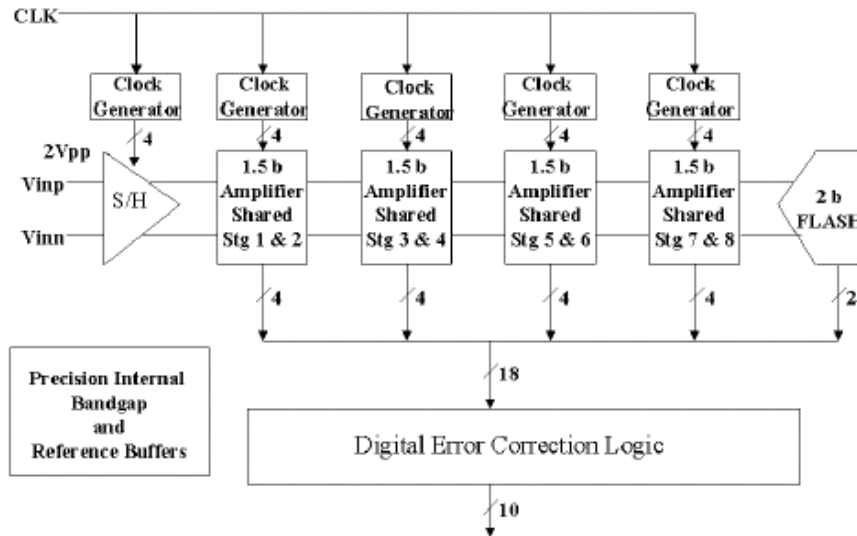 CLK
Clock
Generator
Clock
Generator
Clock
Generator
Clock
Generator
Clock
Generator
4
4
4
4
4
2Vpp
Vinp
Vinn
S/H
1.5 b
Amplifier
Shared
Stg 1 & 2
1.5 b
Amplifier
Shared
Stg 3 & 4
1.5 b
Amplifier
Shared
Stg 5 & 6
1.5 b
Amplifier
Shared
Stg 7 & 8
2 b
FLASH
4
4
4
4
2
18
Precision Internal
Bandgap
and
Reference Buffers
Digital Error Correction Logic
10